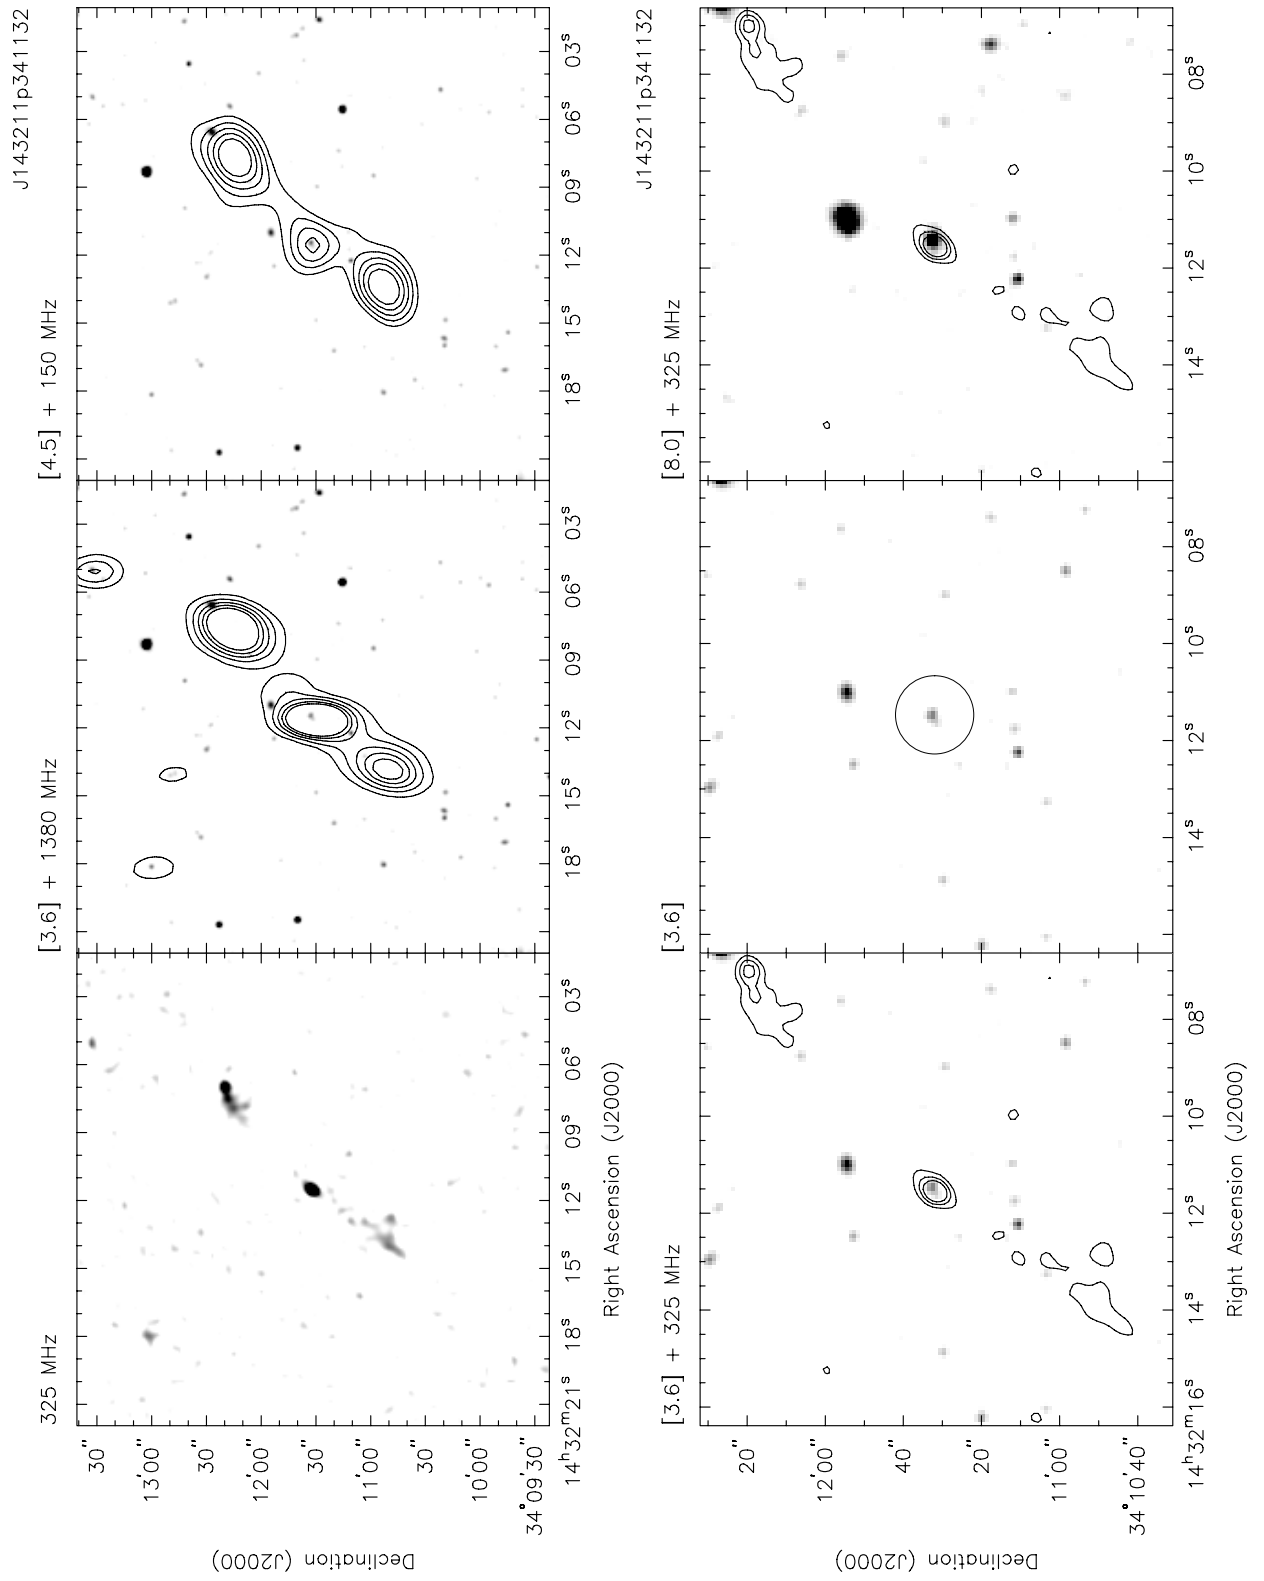 J143211p341132
325 MHz
[3.6] + 1380 MHz
[4.5] + 150 MHz
Declination (J2000)
30"
13'00"
30"
12'00"
30"
11'00"
30"
10'00"
34°09'30"
14ʰ32ᵐ21ˢ 18ˢ 15ˢ 12ˢ 09ˢ 06ˢ 03ˢ
18ˢ 15ˢ 12ˢ 09ˢ 06ˢ 03ˢ
18ˢ 15ˢ 12ˢ 09ˢ 06ˢ 03ˢ
Right Ascension (J2000)
J143211p341132
[3.6] + 325 MHz
[3.6]
[8.0] + 325 MHz
Declination (J2000)
20"
12'00"
40"
20"
11'00"
34°10'40"
14ʰ32ᵐ16ˢ 14ˢ 12ˢ 10ˢ 08ˢ
14ˢ 12ˢ 10ˢ 08ˢ
14ˢ 12ˢ 10ˢ 08ˢ
Right Ascension (J2000)